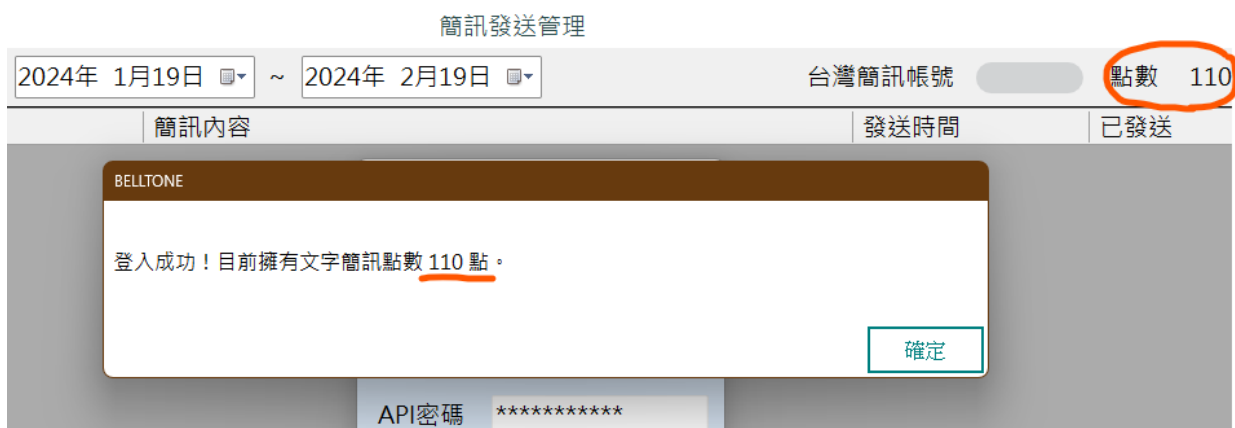 簡訊發送管理
2024年 1月19日 ~ 2024年 2月19日 台灣簡訊帳號 點數 110
簡訊內容 發送時間 已發送
BELLTONE
登入成功！目前擁有文字簡訊點數 110 點。
確定
API密碼 ***********